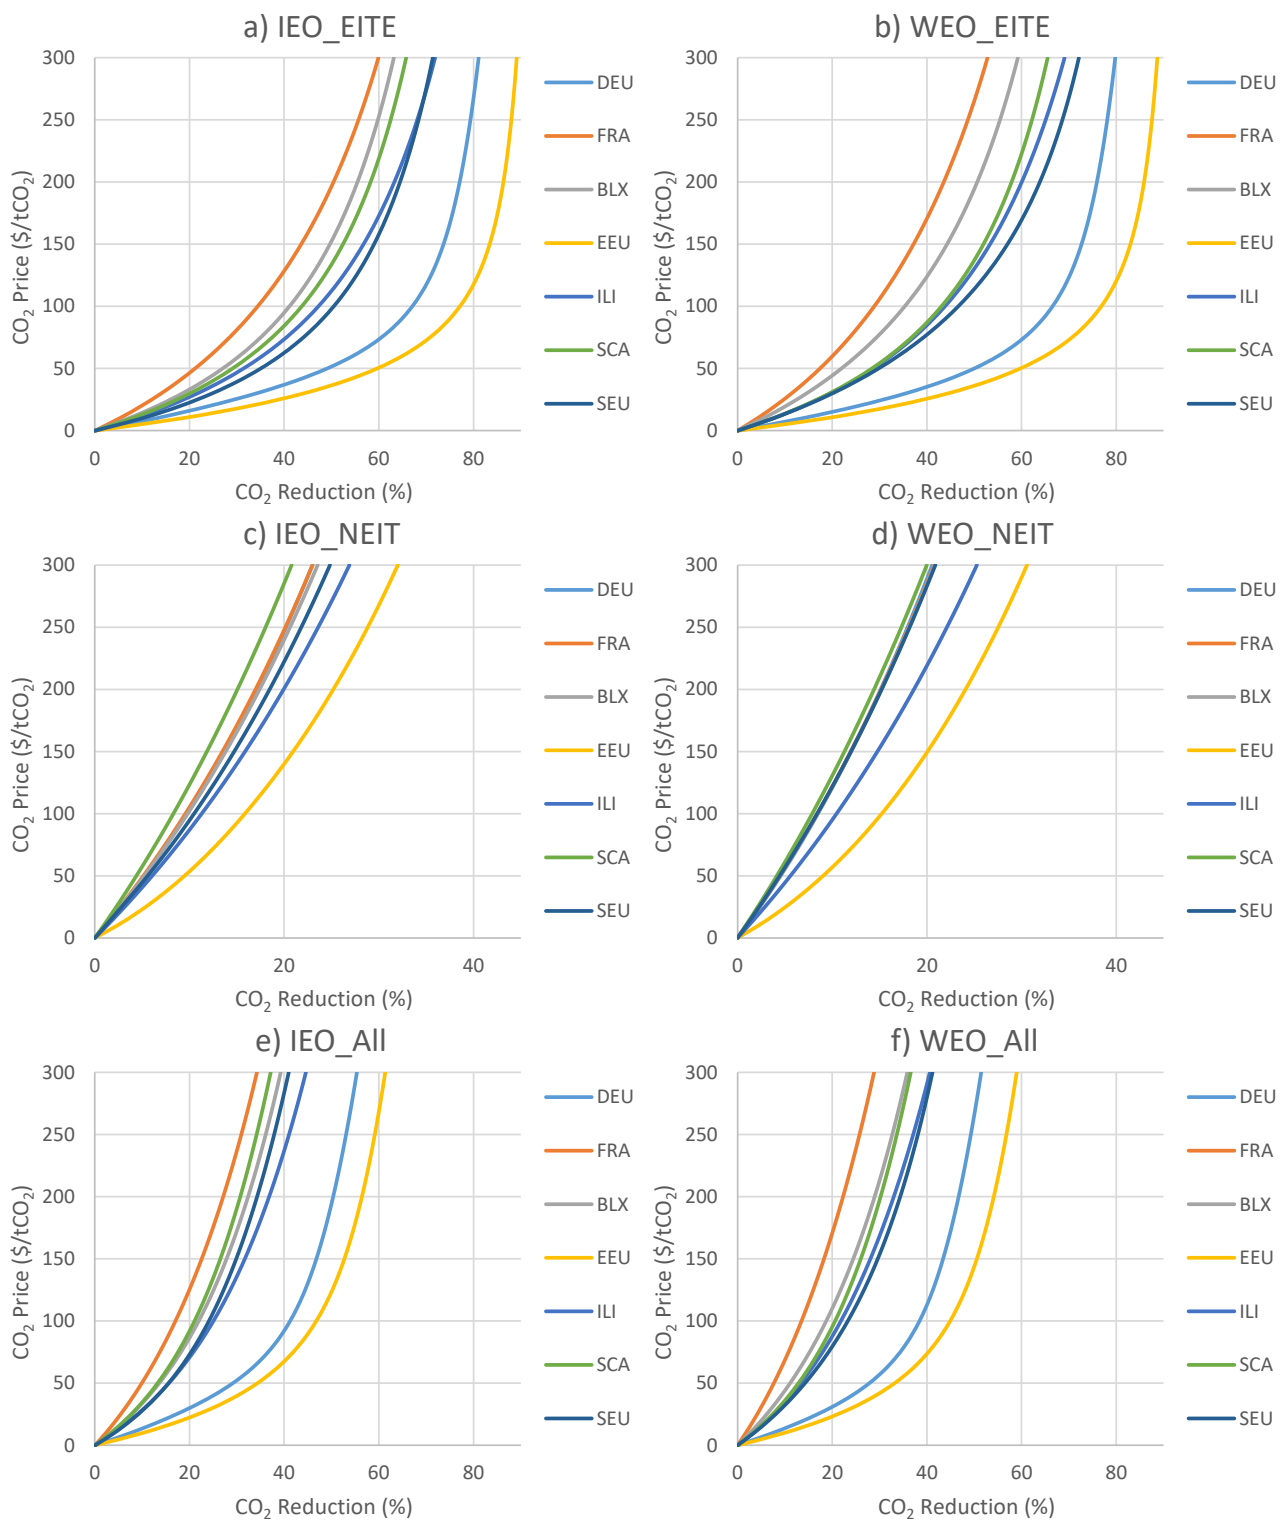 a) IEO_EITE
300
250
200
150
100
50
0
0 20 40 60 80
CO₂ Price ($/tCO₂)
CO₂ Reduction (%)
DEU
FRA
BLX
EEU
ILI
SCA
SEU
b) WEO_EITE
300
250
200
150
100
50
0
0 20 40 60 80
CO₂ Price ($/tCO₂)
CO₂ Reduction (%)
DEU
FRA
BLX
EEU
ILI
SCA
SEU
c) IEO_NEIT
300
250
200
150
100
50
0
0 20 40
CO₂ Price ($/tCO₂)
CO₂ Reduction (%)
DEU
FRA
BLX
EEU
ILI
SCA
SEU
d) WEO_NEIT
300
250
200
150
100
50
0
0 20 40
CO₂ Price ($/tCO₂)
CO₂ Reduction (%)
DEU
FRA
BLX
EEU
ILI
SCA
SEU
e) IEO_All
300
250
200
150
100
50
0
0 20 40 60 80
CO₂ Price ($/tCO₂)
CO₂ Reduction (%)
DEU
FRA
BLX
EEU
ILI
SCA
SEU
f) WEO_All
300
250
200
150
100
50
0
0 20 40 60 80
CO₂ Price ($/tCO₂)
CO₂ Reduction (%)
DEU
FRA
BLX
EEU
ILI
SCA
SEU